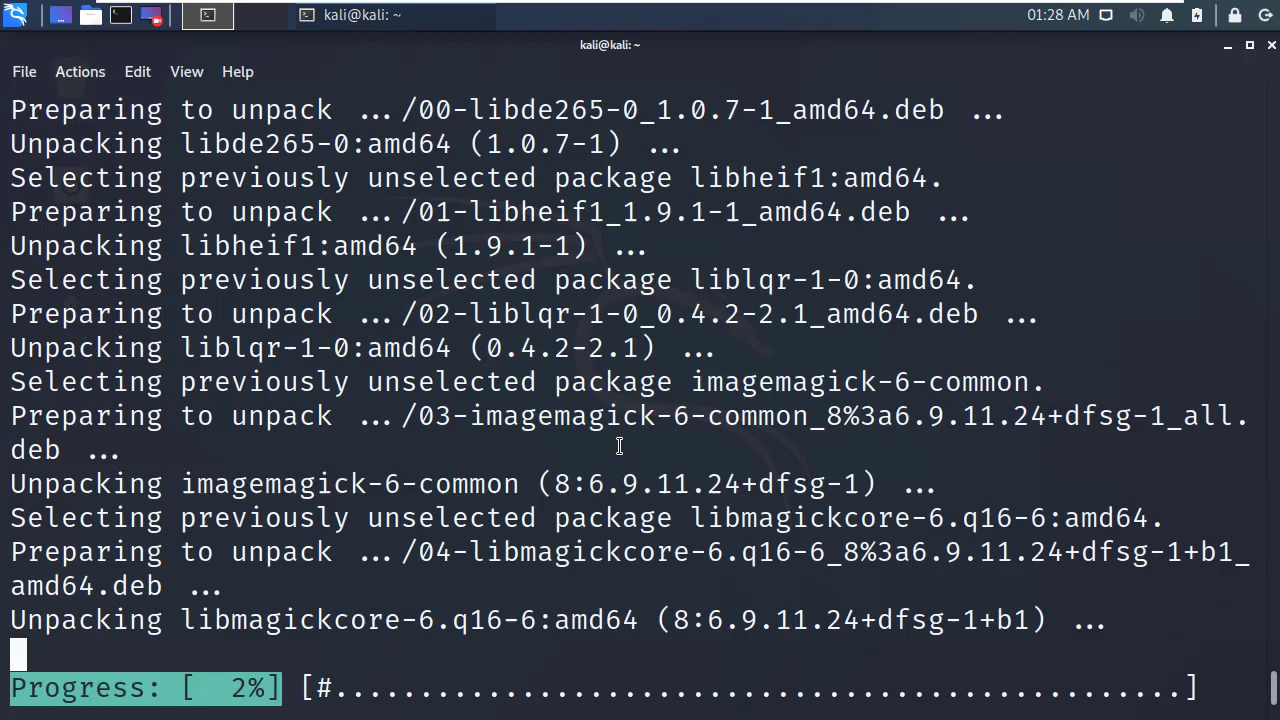 kali@kali: ~
01:28 AM
kali@kali: ~
File Actions Edit View Help
Preparing to unpack .../00-libde265-0_1.0.7-1_amd64.deb ...
Unpacking libde265-0:amd64 (1.0.7-1) ...
Selecting previously unselected package libheif1:amd64.
Preparing to unpack .../01-libheif1_1.9.1-1_amd64.deb ...
Unpacking libheif1:amd64 (1.9.1-1) ...
Selecting previously unselected package liblqr-1-0:amd64.
Preparing to unpack .../02-liblqr-1-0_0.4.2-2.1_amd64.deb ...
Unpacking liblqr-1-0:amd64 (0.4.2-2.1) ...
Selecting previously unselected package imagemagick-6-common.
Preparing to unpack .../03-imagemagick-6-common_8%3a6.9.11.24+dfsg-1_all.
deb ...
Unpacking imagemagick-6-common (8:6.9.11.24+dfsg-1) ...
Selecting previously unselected package libmagickcore-6.q16-6:amd64.
Preparing to unpack .../04-libmagickcore-6.q16-6_8%3a6.9.11.24+dfsg-1+b1_
amd64.deb ...
Unpacking libmagickcore-6.q16-6:amd64 (8:6.9.11.24+dfsg-1+b1) ...
Progress: [  2%] [#..................................................]